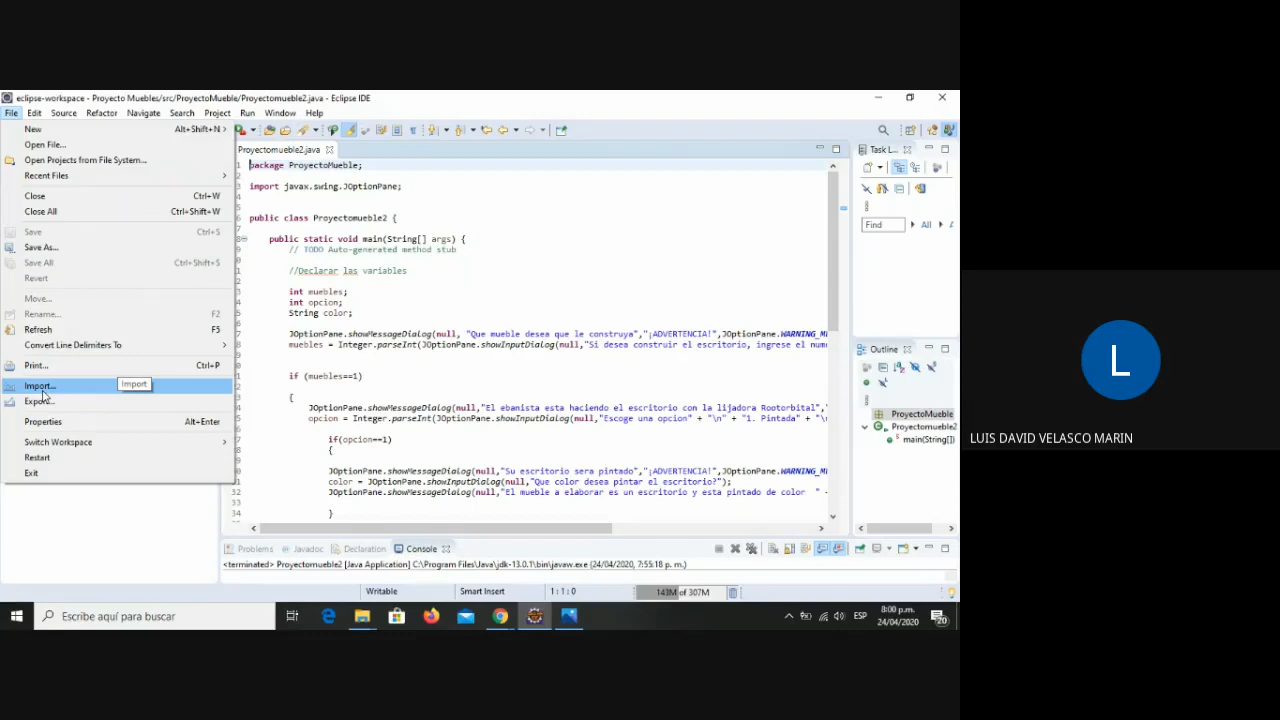 eclipse-workspace - Proyecto Muebles/src/ProyectoMueble/Proyectomueble2.java - Eclipse IDE
File Edit Source Refactor Navigate Search Project Run Window Help
New Alt+Shift+N
Open File...
Open Projects from File System...
Recent Files
Close Ctrl+W
Close All Ctrl+Shift+W
Save Ctrl+S
Save As...
Save All Ctrl+Shift+S
Revert
Move...
Rename... F2
Refresh F5
Convert Line Delimiters To
Print... Ctrl+P
Import... Import
Export...
Properties Alt+Enter
Switch Workspace
Restart
Exit
Proyectomueble2.java
package ProyectoMueble;
import javax.swing.JOptionPane;
public class Proyectomueble2 {
public static void main(String[] args) {
// TODO Auto-generated method stub
//Declarar las variables
int muebles;
int opcion;
String color;
JOptionPane.showMessageDialog(null, "Que mueble desea que le construya","¡ADVERTENCIA!",JOptionPane.WARNING_M
muebles = Integer.parseInt(JOptionPane.showInputDialog(null,"Si desea construir el escritorio, ingrese el num
if (muebles==1)
{
JOptionPane.showMessageDialog(null,"El ebanista esta haciendo el escritorio con la lijadora Rootorbital",
opcion = Integer.parseInt(JOptionPane.showInputDialog(null,"Escoge una opcion" + "\n" + "1. Pintada" + "\
if(opcion==1)
{
JOptionPane.showMessageDialog(null,"Su escritorio sera pintado","¡ADVERTENCIA!",JOptionPane.WARNING_M
color = JOptionPane.showInputDialog(null,"Que color desea pintar el escritorio?");
JOptionPane.showMessageDialog(null,"El mueble a elaborar es un escritorio y esta pintado de color " +
}
Task L...
Find All
Outline
ProyectoMueble
Proyectomueble2
main(String[])
Problems Javadoc Declaration Console
<terminated> Proyectomueble2 [Java Application] C:\Program Files\Java\jdk-13.0.1\bin\javaw.exe (24/04/2020, 7:55:18 p. m.)
Writable Smart Insert 1:1:0 143M of 307M
Escribe aquí para buscar
ESP
8:00 p.m.
24/04/2020
20
L
LUIS DAVID VELASCO MARIN